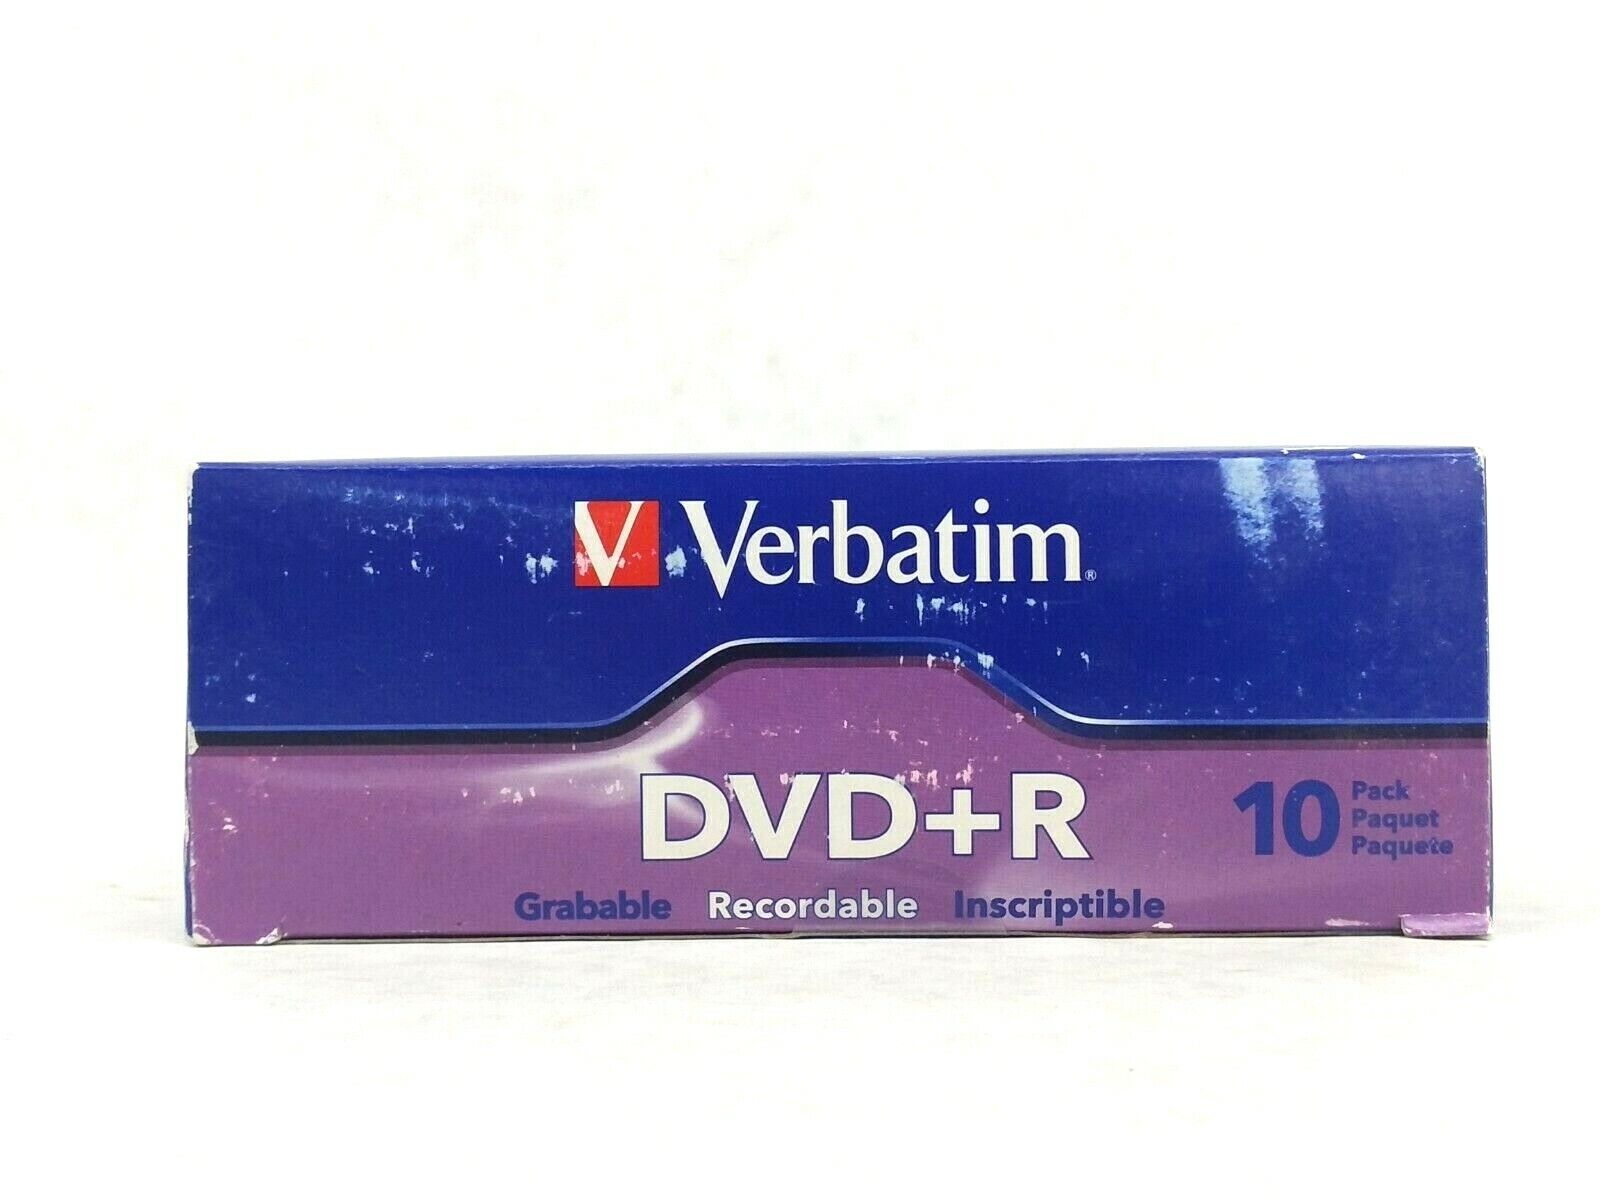 V Verbatim®
DVD+R
10 Pack
Paquet
Paquete
Grabable Recordable Inscriptible